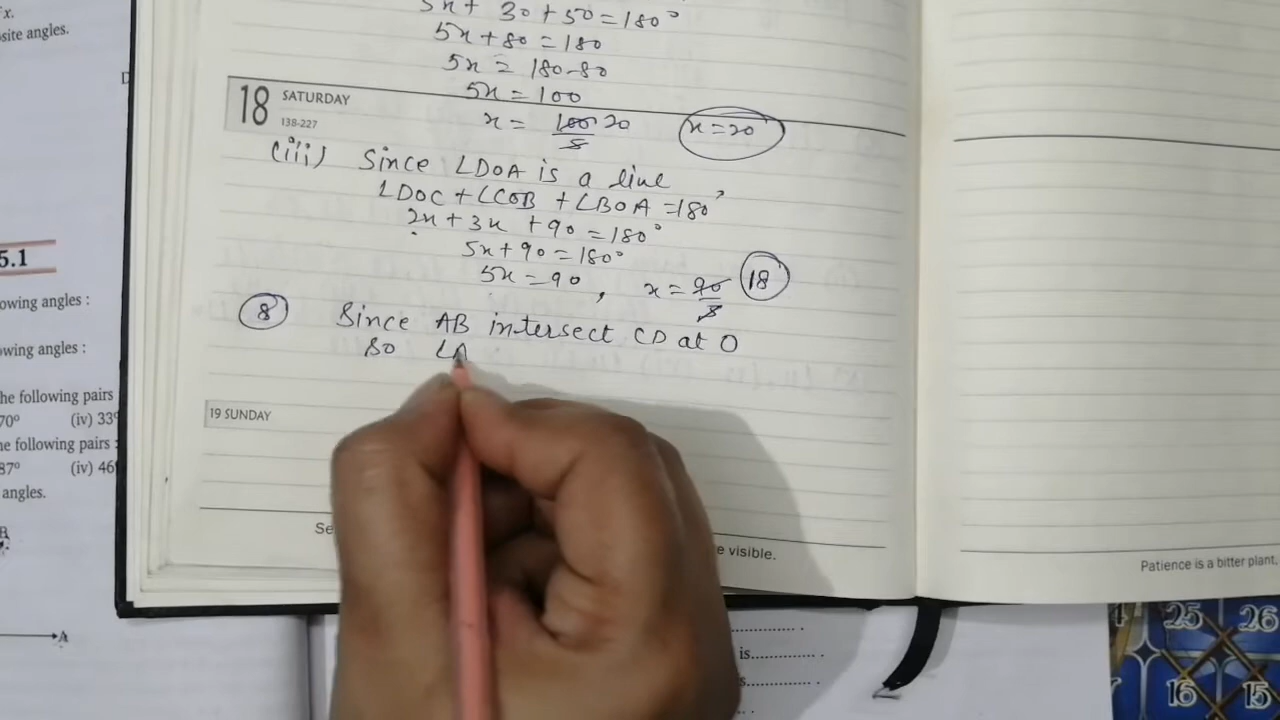 x.
site angles.
D
5x + 30 + 50 = 180°
5x + 80 = 180
5x = 180-80
5x = 100
18 SATURDAY
138-227
x = 100/5 20 x=20
(iii) Since ∠DOA is a line
∠DOC + ∠COB + ∠BOA = 180°
2x + 3x + 90 = 180°
5x + 90 = 180°
5x = 90 , x = 90/5 18
8 Since AB intersect CD at O
So ∠A
19 SUNDAY
Se
e visible.
Patience is a bitter plant,
5.1
owing angles :
owing angles :
he following pairs
70° (iv) 33°
he following pairs :
87° (iv) 46
angles.
B
A
is.............. .
25 26
16 15